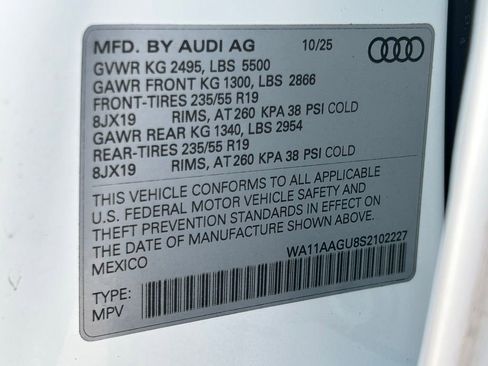 MFD. BY AUDI AG 10/25
GVWR KG 2495, LBS 5500
GAWR FRONT KG 1300, LBS 2866
FRONT-TIRES 235/55 R19
8JX19 RIMS, AT 260 KPA 38 PSI COLD
GAWR REAR KG 1340, LBS 2954
REAR-TIRES 235/55 R19
8JX19 RIMS, AT 260 KPA 38 PSI COLD
THIS VEHICLE CONFORMS TO ALL APPLICABLE
U.S. FEDERAL MOTOR VEHICLE SAFETY AND
THEFT PREVENTION STANDARDS IN EFFECT ON
THE DATE OF MANUFACTURE SHOWN ABOVE.
MEXICO WA11AAGU8S2102227
TYPE:
MPV